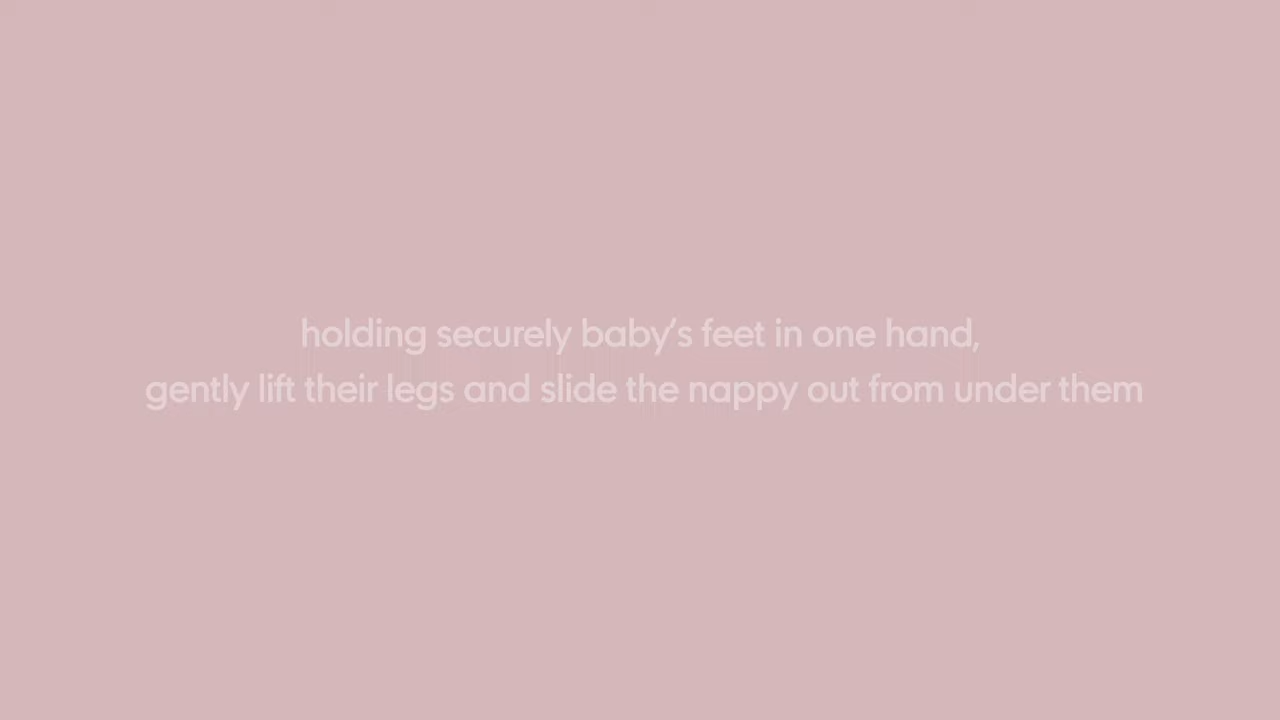 holding securely baby's feet in one hand,
gently lift their legs and slide the nappy out from under them